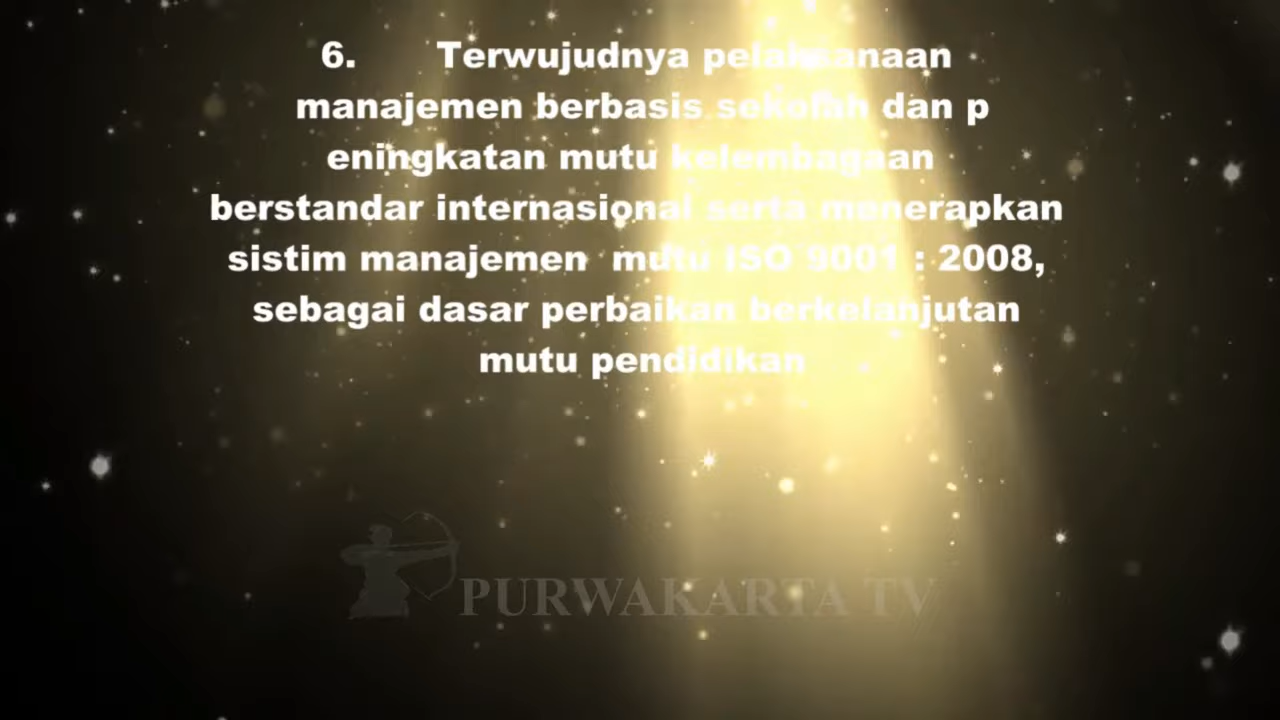 6. Terwujudnya pelaksanaan
manajemen berbasis sekolah dan p
eningkatan mutu kelembagaan
berstandar internasional serta menerapkan
sistim manajemen mutu ISO 9001 : 2008,
sebagai dasar perbaikan berkelanjutan
mutu pendidikan .
PURWAKARTA TV